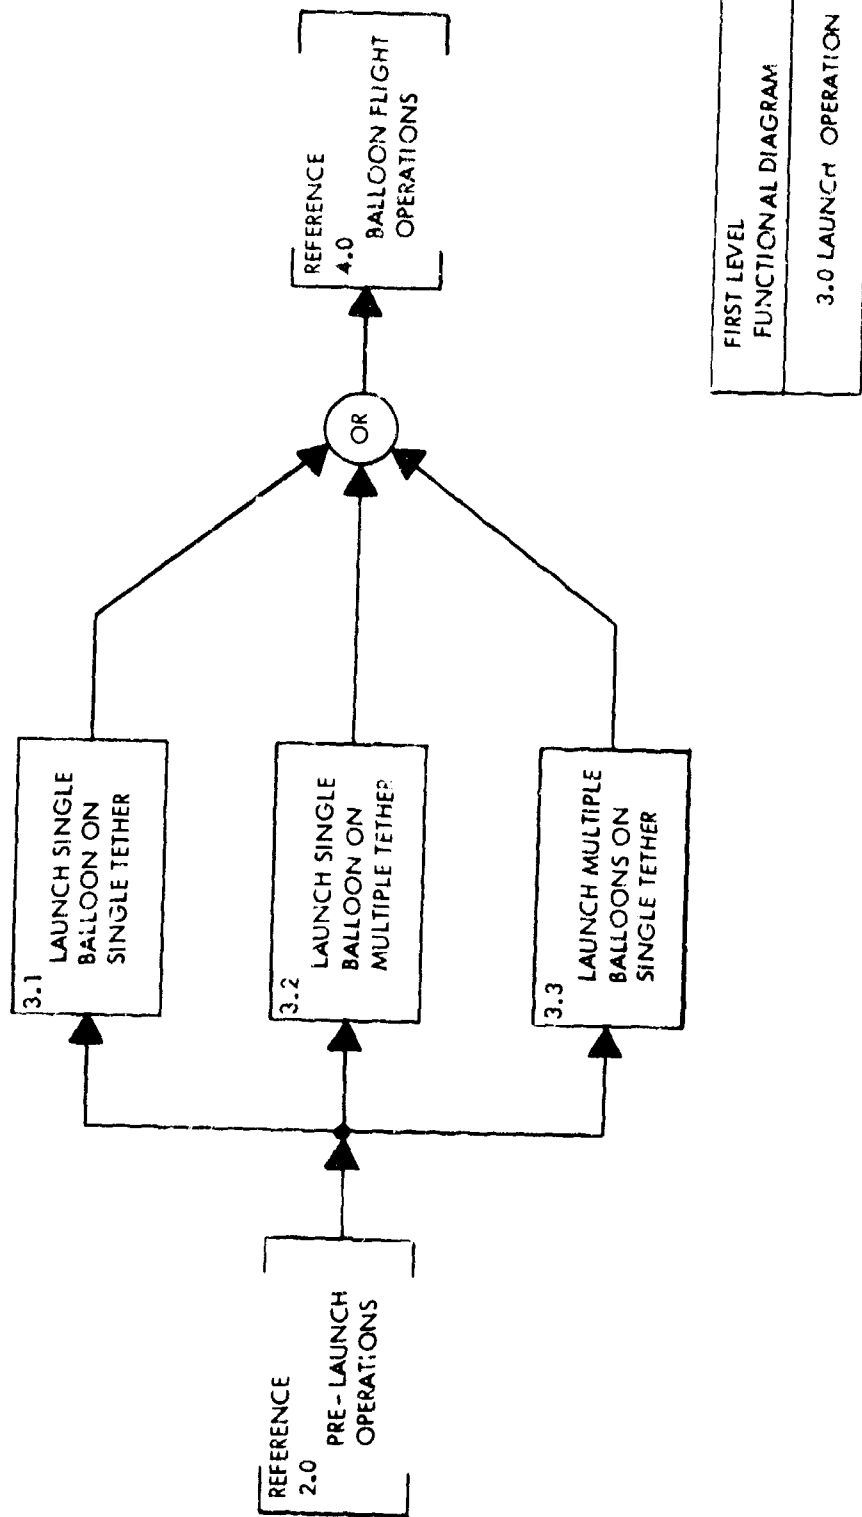 REFERENCE
2.0
PRE-LAUNCH
OPERATIONS
3.1
LAUNCH SINGLE
BALLOON ON
SINGLE TETHER
3.2
LAUNCH SINGLE
BALLOON ON
MULTIPLE TETHER
3.3
LAUNCH MULTIPLE
BALLOONS ON
SINGLE TETHER
OR
REFERENCE
4.0
BALLOON FLIGHT
OPERATIONS
FIRST LEVEL
FUNCTIONAL DIAGRAM
3.0 LAUNCH OPERATION